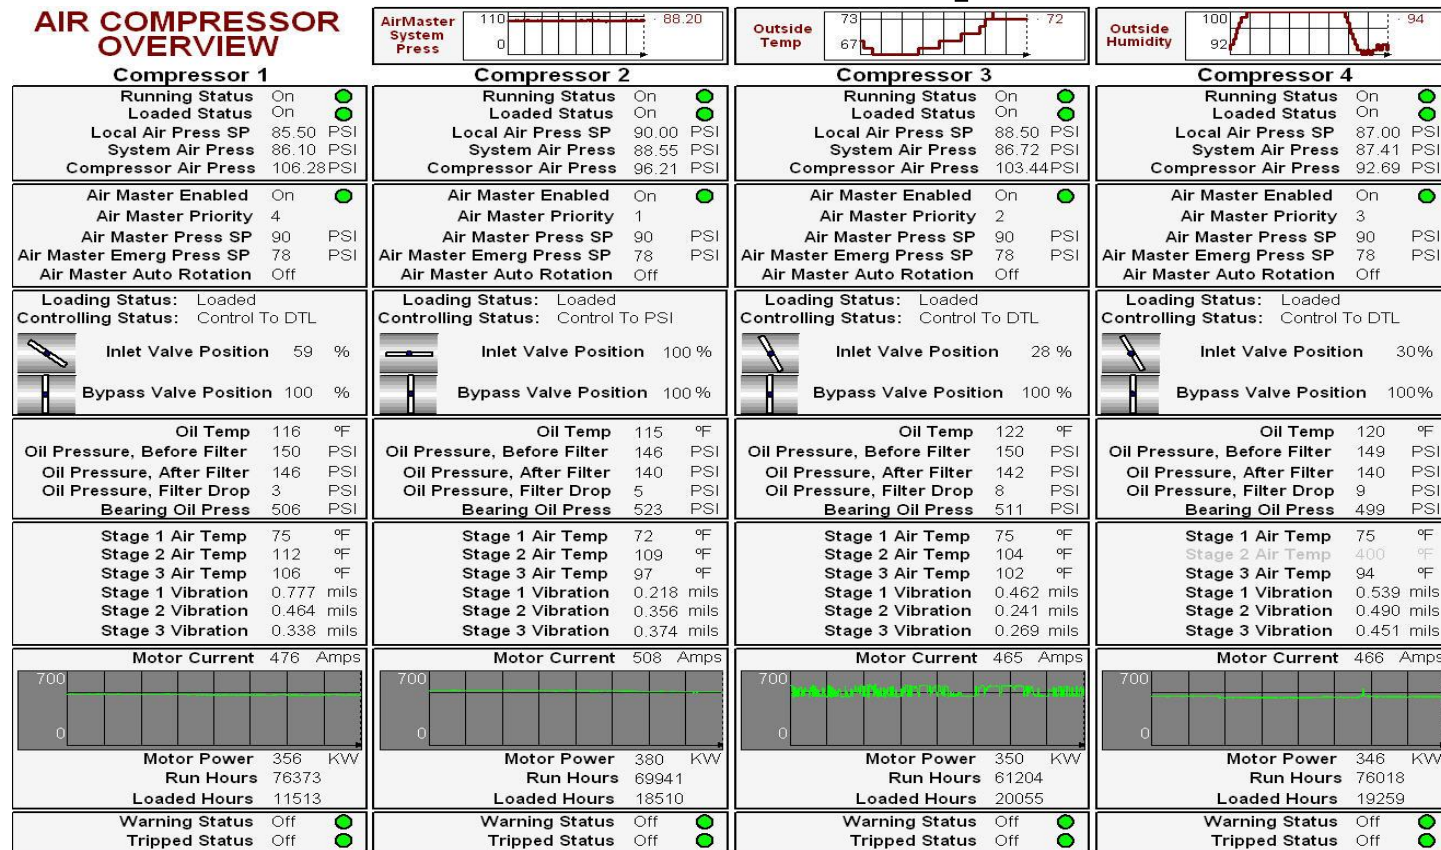 AIR COMPRESSOR
OVERVIEW
AirMaster
System
Press
110
0
88.20
Outside
Temp
73
67
72
Outside
Humidity
100
92
94
Compressor 1
Running Status On
Loaded Status On
Local Air Press SP 85.50 PSI
System Air Press 86.10 PSI
Compressor Air Press 106.28 PSI
Air Master Enabled On
Air Master Priority 4
Air Master Press SP 90 PSI
Air Master Emerg Press SP 78 PSI
Air Master Auto Rotation Off
Loading Status: Loaded
Controlling Status: Control To DTL
Inlet Valve Position 59 %
Bypass Valve Position 100 %
Oil Temp 116 ºF
Oil Pressure, Before Filter 150 PSI
Oil Pressure, After Filter 146 PSI
Oil Pressure, Filter Drop 3 PSI
Bearing Oil Press 506 PSI
Stage 1 Air Temp 75 ºF
Stage 2 Air Temp 112 ºF
Stage 3 Air Temp 106 ºF
Stage 1 Vibration 0.777 mils
Stage 2 Vibration 0.464 mils
Stage 3 Vibration 0.338 mils
Motor Current 476 Amps
700
0
Motor Power 356 KW
Run Hours 76373
Loaded Hours 11513
Warning Status Off
Tripped Status Off
Compressor 2
Running Status On
Loaded Status On
Local Air Press SP 90.00 PSI
System Air Press 88.55 PSI
Compressor Air Press 96.21 PSI
Air Master Enabled On
Air Master Priority 1
Air Master Press SP 90 PSI
Air Master Emerg Press SP 78 PSI
Air Master Auto Rotation Off
Loading Status: Loaded
Controlling Status: Control To PSI
Inlet Valve Position 100 %
Bypass Valve Position 100 %
Oil Temp 115 ºF
Oil Pressure, Before Filter 146 PSI
Oil Pressure, After Filter 140 PSI
Oil Pressure, Filter Drop 5 PSI
Bearing Oil Press 523 PSI
Stage 1 Air Temp 72 ºF
Stage 2 Air Temp 109 ºF
Stage 3 Air Temp 97 ºF
Stage 1 Vibration 0.218 mils
Stage 2 Vibration 0.356 mils
Stage 3 Vibration 0.374 mils
Motor Current 508 Amps
700
0
Motor Power 380 KW
Run Hours 69941
Loaded Hours 18510
Warning Status Off
Tripped Status Off
Compressor 3
Running Status On
Loaded Status On
Local Air Press SP 88.50 PSI
System Air Press 86.72 PSI
Compressor Air Press 103.44 PSI
Air Master Enabled On
Air Master Priority 2
Air Master Press SP 90 PSI
Air Master Emerg Press SP 78 PSI
Air Master Auto Rotation Off
Loading Status: Loaded
Controlling Status: Control To DTL
Inlet Valve Position 28 %
Bypass Valve Position 100 %
Oil Temp 122 ºF
Oil Pressure, Before Filter 150 PSI
Oil Pressure, After Filter 142 PSI
Oil Pressure, Filter Drop 8 PSI
Bearing Oil Press 511 PSI
Stage 1 Air Temp 75 ºF
Stage 2 Air Temp 104 ºF
Stage 3 Air Temp 102 ºF
Stage 1 Vibration 0.462 mils
Stage 2 Vibration 0.241 mils
Stage 3 Vibration 0.269 mils
Motor Current 465 Amps
700
0
Motor Power 350 KW
Run Hours 61204
Loaded Hours 20055
Warning Status Off
Tripped Status Off
Compressor 4
Running Status On
Loaded Status On
Local Air Press SP 87.00 PSI
System Air Press 87.41 PSI
Compressor Air Press 92.69 PSI
Air Master Enabled On
Air Master Priority 3
Air Master Press SP 90 PSI
Air Master Emerg Press SP 78 PSI
Air Master Auto Rotation Off
Loading Status: Loaded
Controlling Status: Control To DTL
Inlet Valve Position 30%
Bypass Valve Position 100%
Oil Temp 120 ºF
Oil Pressure, Before Filter 149 PSI
Oil Pressure, After Filter 140 PSI
Oil Pressure, Filter Drop 9 PSI
Bearing Oil Press 499 PSI
Stage 1 Air Temp 75 ºF
Stage 2 Air Temp 400 ºF
Stage 3 Air Temp 94 ºF
Stage 1 Vibration 0.539 mils
Stage 2 Vibration 0.490 mils
Stage 3 Vibration 0.451 mils
Motor Current 466 Amps
700
0
Motor Power 346 KW
Run Hours 76018
Loaded Hours 19259
Warning Status Off
Tripped Status Off